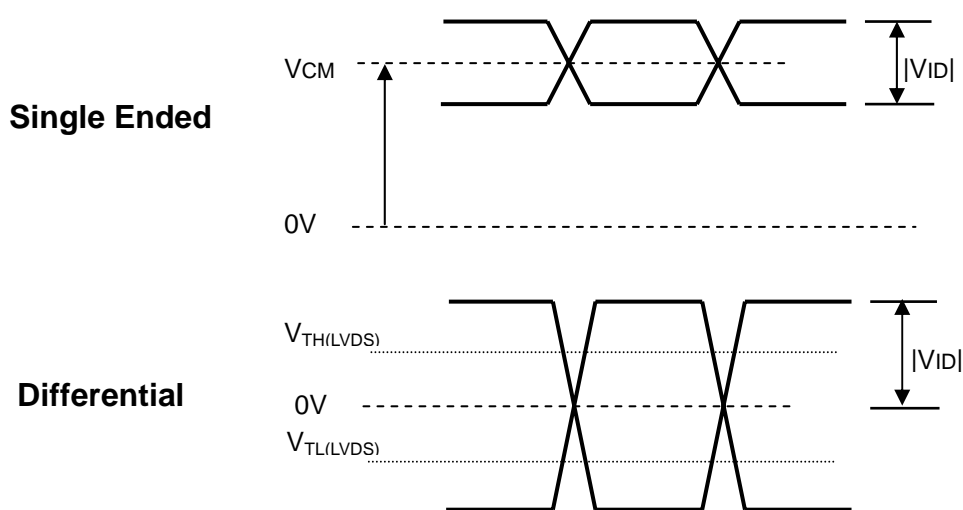 VCM
|VID|
Single Ended
0V
VTH(LVDS)
|VID|
Differential
0V
VTL(LVDS)